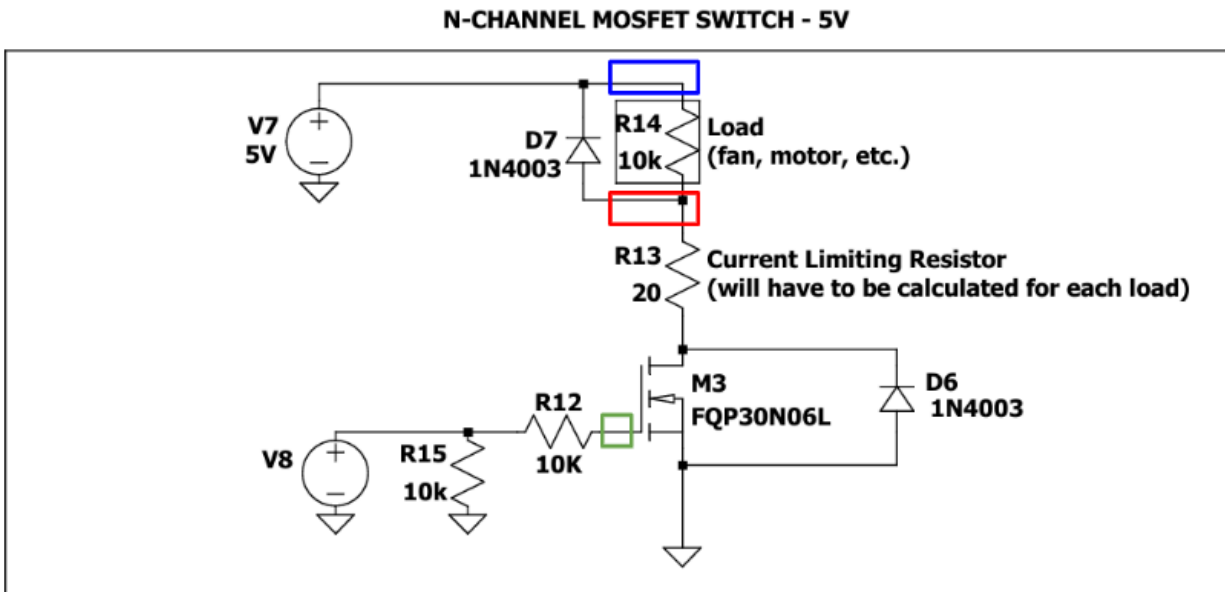 N-CHANNEL MOSFET SWITCH - 5V
V7
5V
D7
1N4003
R14
10k
Load
(fan, motor, etc.)
R13
20
Current Limiting Resistor
(will have to be calculated for each load)
M3
FQP30N06L
D6
1N4003
R12
10K
V8
R15
10k